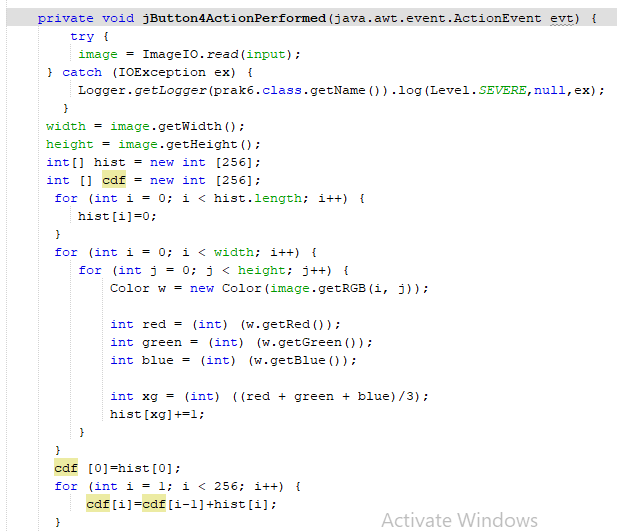 private void jButton4ActionPerformed(java.awt.event.ActionEvent evt) {
try {
image = ImageIO.read(input);
} catch (IOException ex) {
Logger.getLogger(prak6.class.getName()).log(Level.SEVERE,null,ex);
}
width = image.getWidth();
height = image.getHeight();
int[] hist = new int [256];
int [] cdf = new int [256];
for (int i = 0; i < hist.length; i++) {
hist[i]=0;
}
for (int i = 0; i < width; i++) {
for (int j = 0; j < height; j++) {
Color w = new Color(image.getRGB(i, j));
int red = (int) (w.getRed());
int green = (int) (w.getGreen());
int blue = (int) (w.getBlue());
int xg = (int) ((red + green + blue)/3);
hist[xg]+=1;
}
}
cdf [0]=hist[0];
for (int i = 1; i < 256; i++) {
cdf[i]=cdf[i-1]+hist[i];
}
Activate Windows